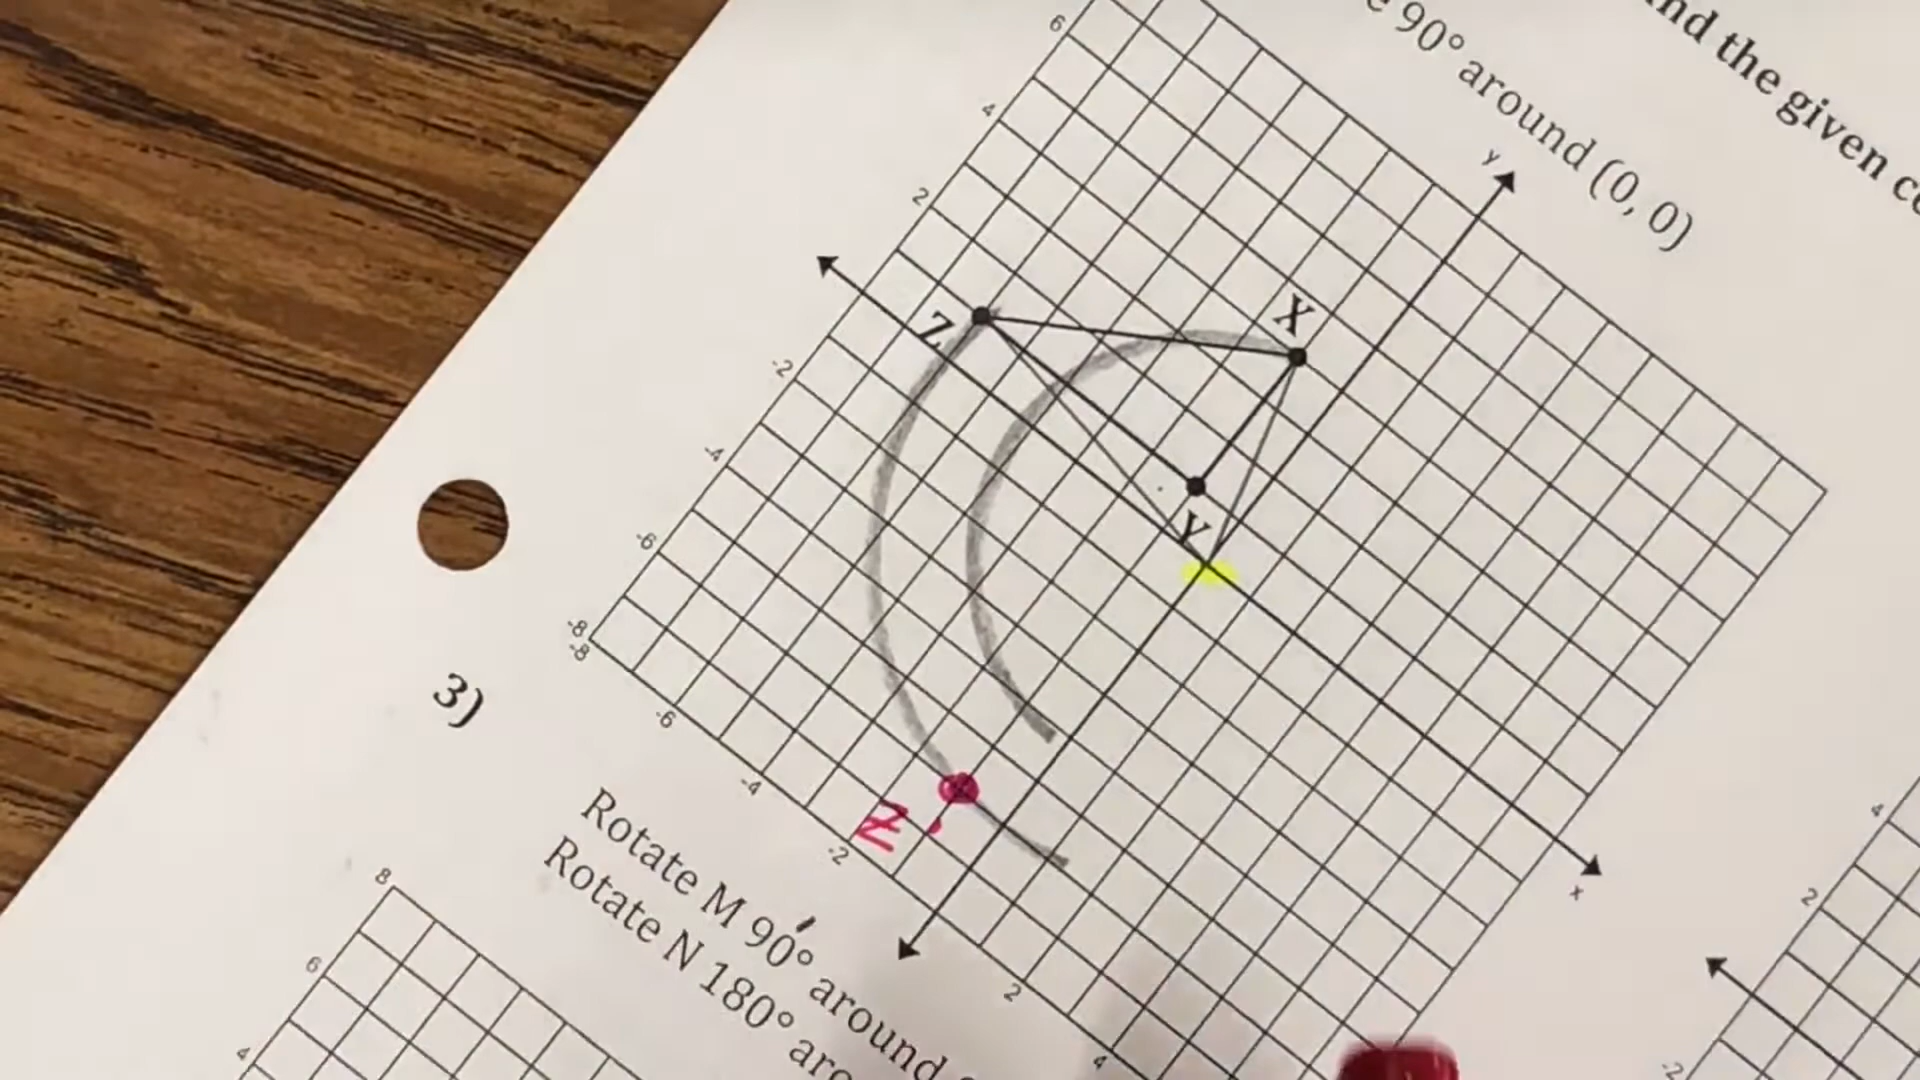 nd the given
90° around (0, 0)
y
6
4
2
X
Z
-2
-4
Y
-6
-8
-8
-6
-4
-2
2
4
x
Z'
3)
Rotate M 90° around
Rotate N 180°
8
6
4
4
2
-2